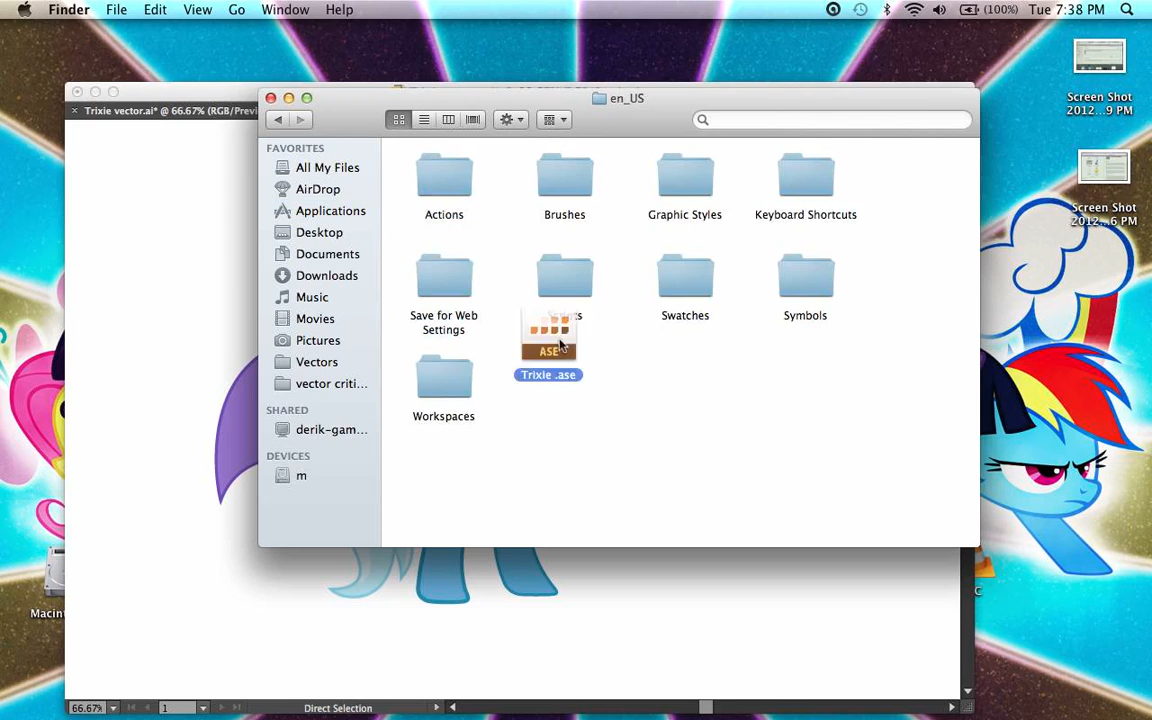 Finder File Edit View Go Window Help (100%) Tue 7:38 PM
Screen Shot
2012...9 PM
Screen Shot
2012...6 PM
Trixie vector.ai* @ 66.67% (RGB/Previ
en_US
FAVORITES
All My Files
AirDrop
Applications
Desktop
Documents
Downloads
Music
Movies
Pictures
Vectors
vector criti...
SHARED
derik-gam...
DEVICES
m
Actions Brushes Graphic Styles Keyboard Shortcuts
Save for Web
Settings
Scripts Swatches Symbols
ASE
Trixie .ase
Workspaces
Macin
C
66.67% 1 Direct Selection